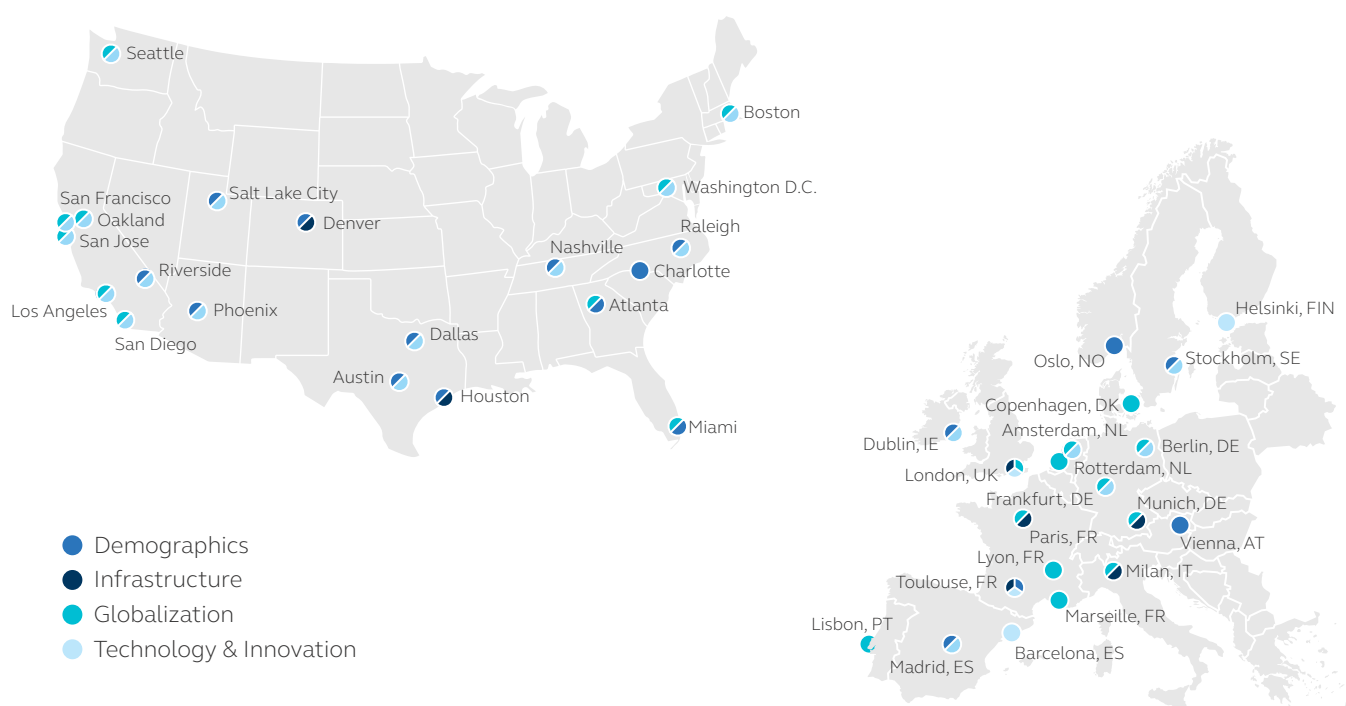 Seattle
Boston
Washington D.C.
San Francisco
Salt Lake City
Oakland
Denver
San Jose
Raleigh
Nashville
Riverside
Charlotte
Los Angeles
Phoenix
Atlanta
San Diego
Dallas
Austin
Houston
Miami
Helsinki, FIN
Oslo, NO
Stockholm, SE
Copenhagen, DK
Amsterdam, NL
Dublin, IE
Berlin, DE
London, UK
Rotterdam, NL
Frankfurt, DE
Munich, DE
Paris, FR
Vienna, AT
Lyon, FR
Milan, IT
Toulouse, FR
Marseille, FR
Lisbon, PT
Barcelona, ES
Madrid, ES
Demographics
Infrastructure
Globalization
Technology & Innovation